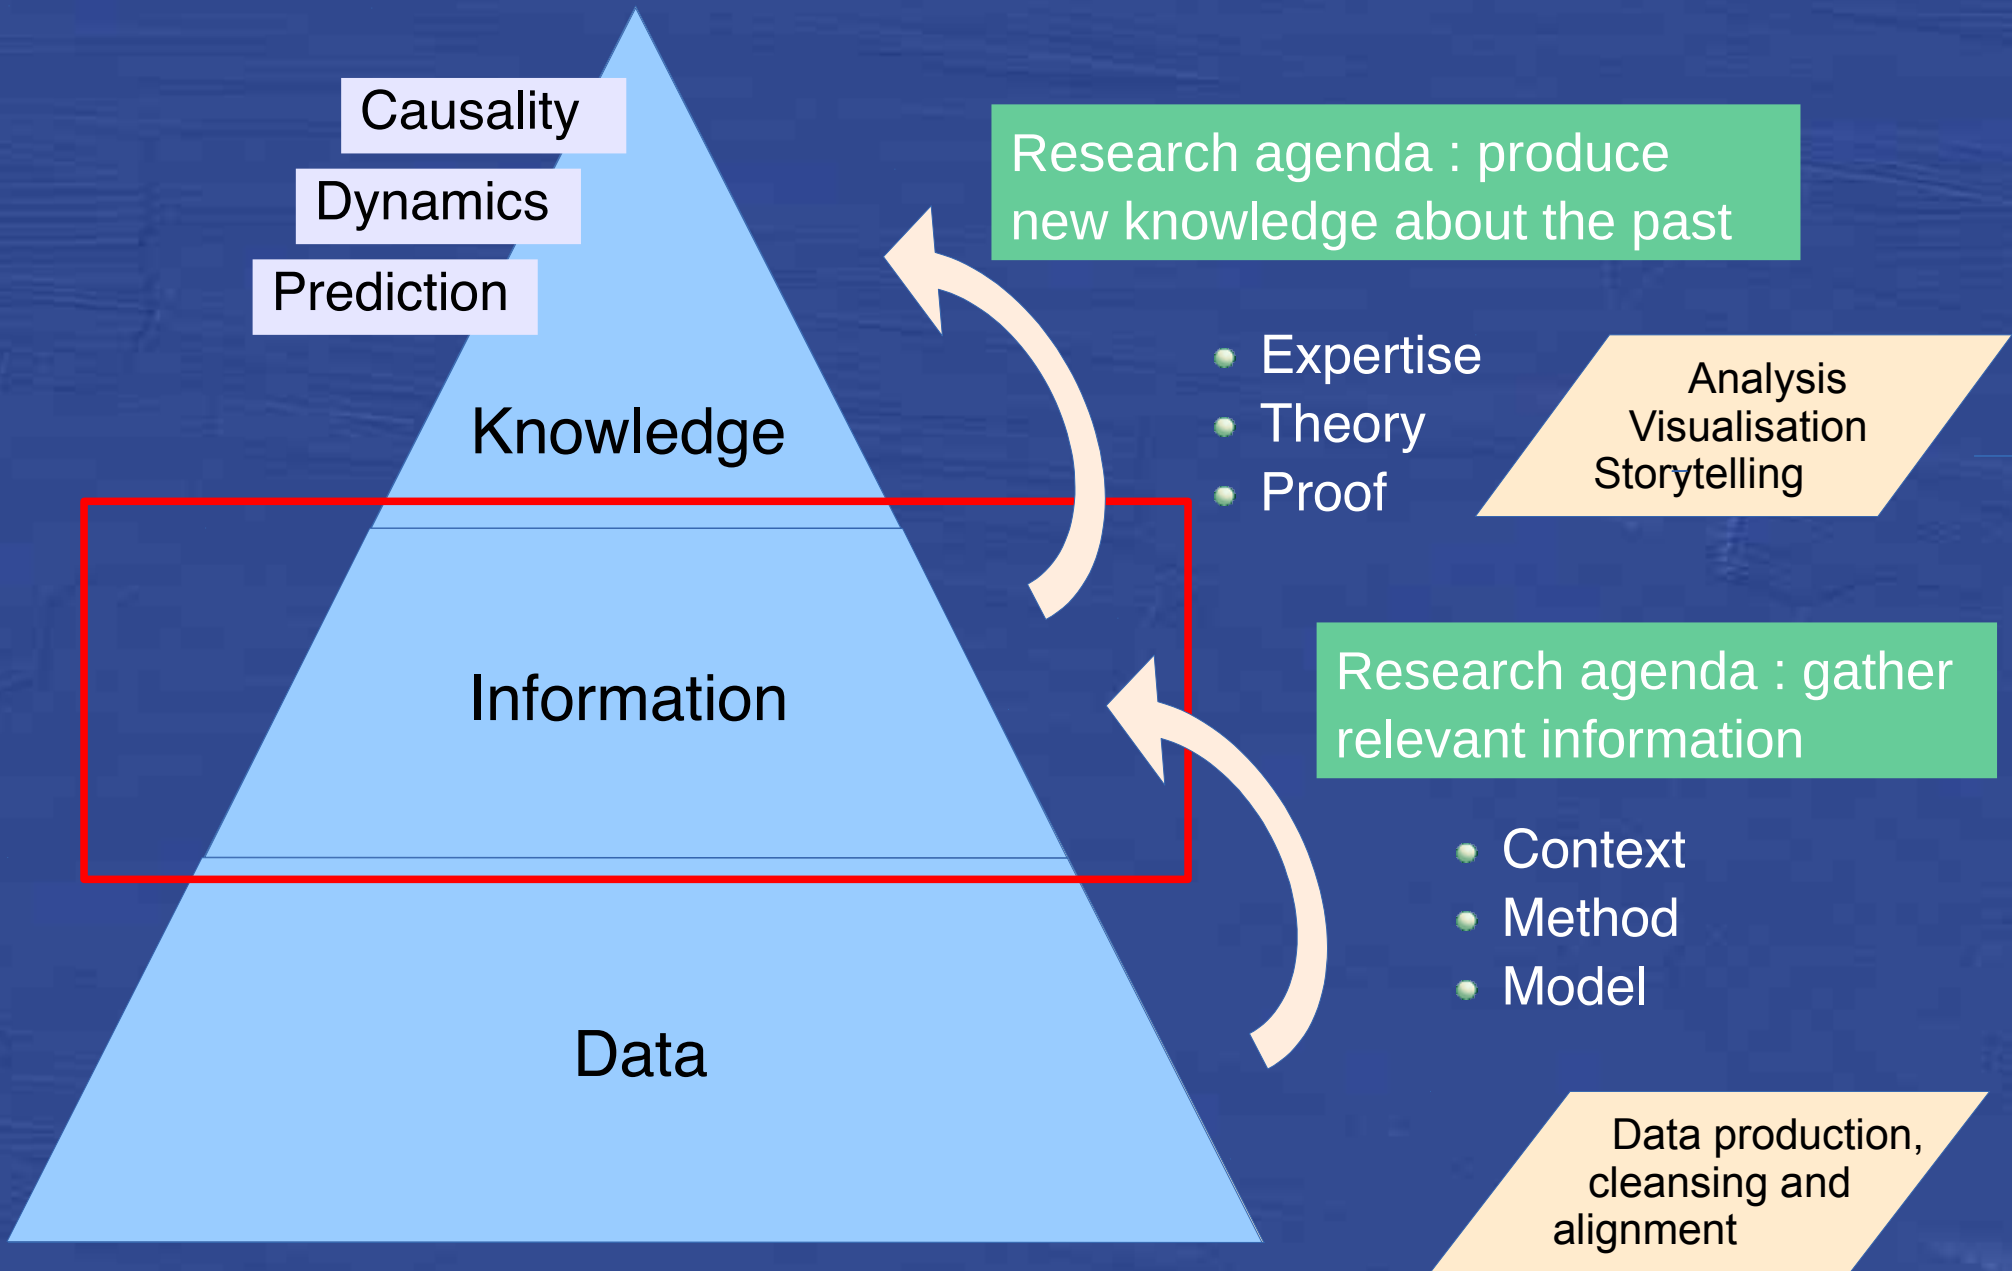 Causality
Dynamics
Prediction
Knowledge
Information
Data
Research agenda : produce
new knowledge about the past
Expertise
Theory
Proof
Analysis
Visualisation
Storytelling
Research agenda : gather
relevant information
Context
Method
Model
Data production,
cleansing and
alignment